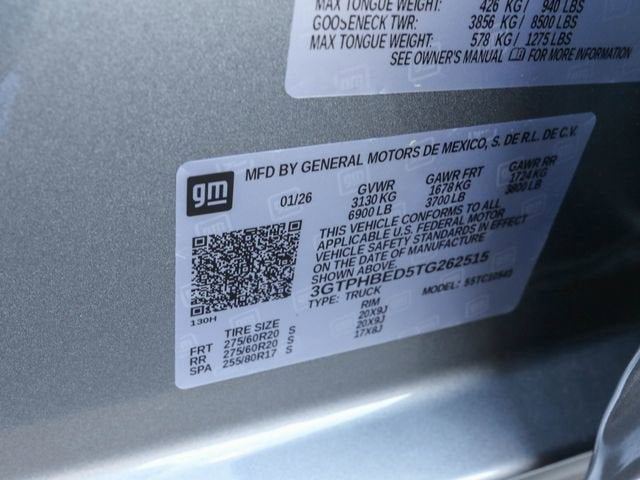 MAX TONGUE WEIGHT: 426 KG/ 940 LBS
GOOSENECK TWR: 3856 KG/ 8500 LBS
MAX TONGUE WEIGHT: 578 KG/ 1275 LBS
SEE OWNER'S MANUAL FOR MORE INFORMATION
gm
MFD BY GENERAL MOTORS DE MEXICO, S. DE R.L. DE C.V.
01/26 GVWR GAWR FRT GAWR RR
3130 KG 1678 KG 1724 KG
6900 LB 3700 LB 3800 LB
THIS VEHICLE CONFORMS TO ALL
APPLICABLE U.S. FEDERAL MOTOR
VEHICLE SAFETY STANDARDS IN EFFECT
ON THE DATE OF MANUFACTURE
SHOWN ABOVE.
3GTPHBED5TG262515
TYPE: TRUCK MODEL:
130H
TIRE SIZE RIM
FRT 275/60R20 S 20X9J
RR 275/60R20 S 20X9J
SPA 255/80R17 S 17X8J